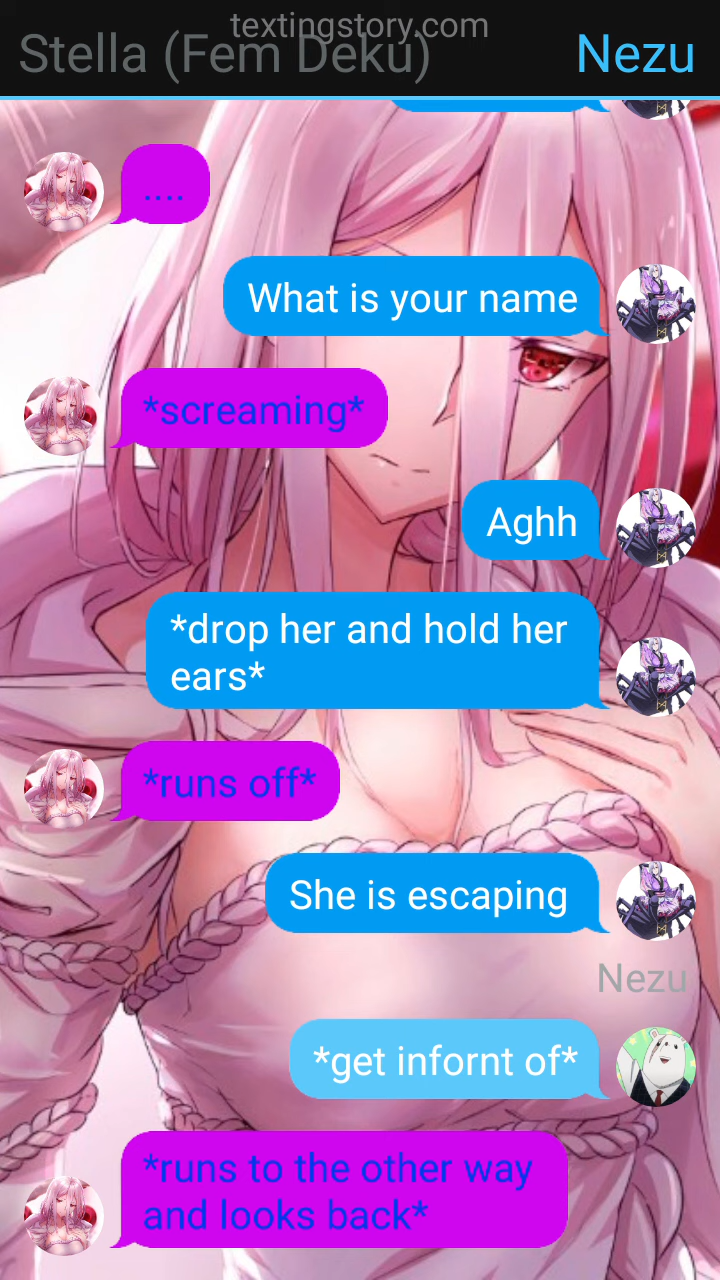 textingstory.com
Stella (Fem Deku)
Nezu
....
What is your name
*screaming*
Aghh
*drop her and hold her
ears*
*runs off*
She is escaping
Nezu
*get infornt of*
*runs to the other way
and looks back*